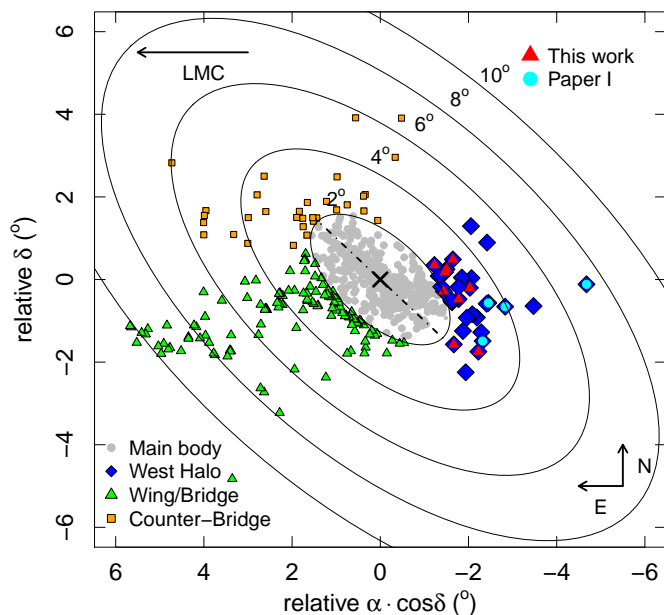 LMC
This work
Paper I
10°
8°
6°
4°
2°
Main body
West Halo
Wing/Bridge
Counter−Bridge
N
E
relative δ (°)
6
4
2
0
−2
−4
−6
6
4
2
0
−2
−4
−6
relative α · cosδ (°)